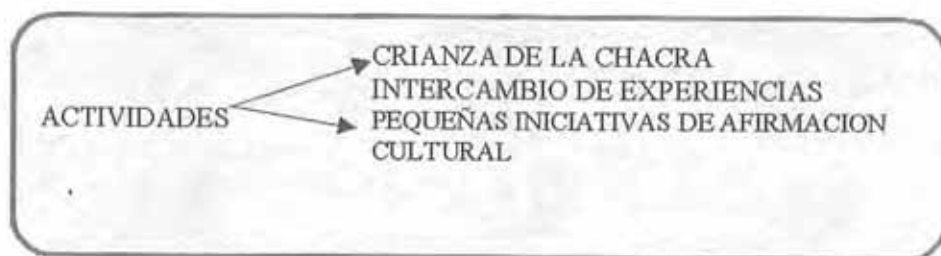 CRIANZA DE LA CHACRA
INTERCAMBIO DE EXPERIENCIAS
ACTIVIDADES
PEQUEÑAS INICIATIVAS DE AFIRMACION
CULTURAL